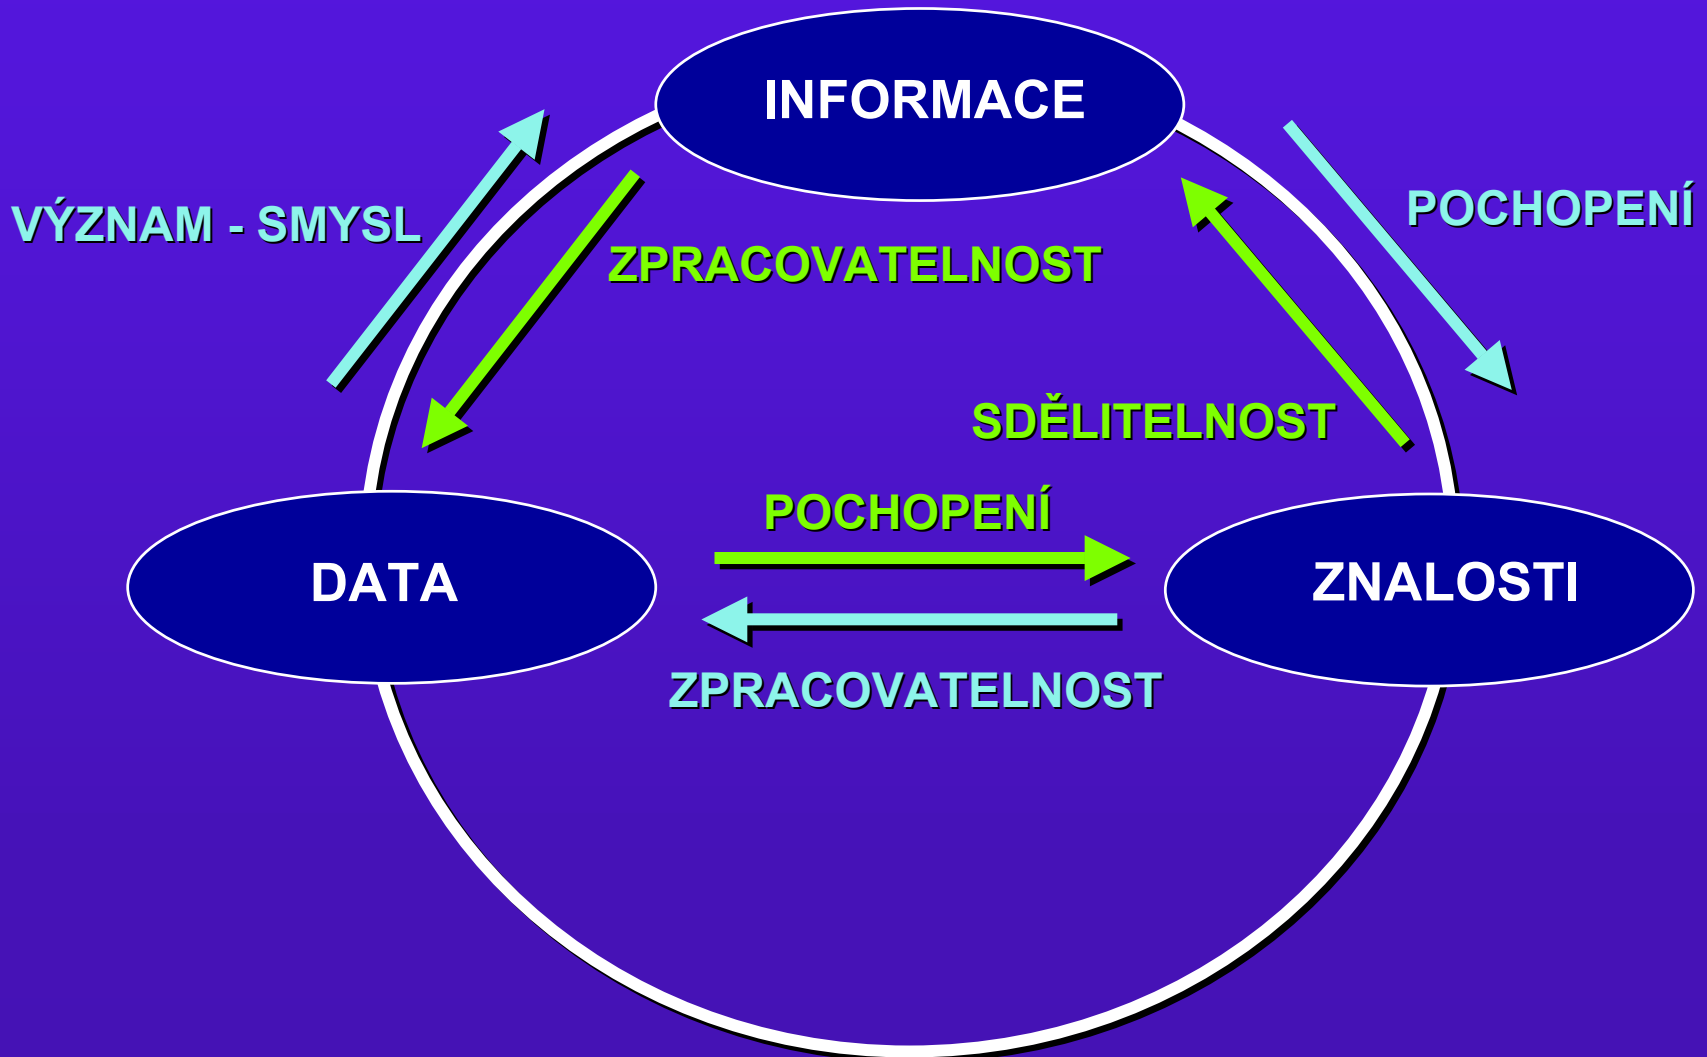 INFORMACE
VÝZNAM - SMYSL
POCHOPENÍ
ZPRACOVATELNOST
SDĚLITELNOST
POCHOPENÍ
DATA
ZNALOSTI
ZPRACOVATELNOST